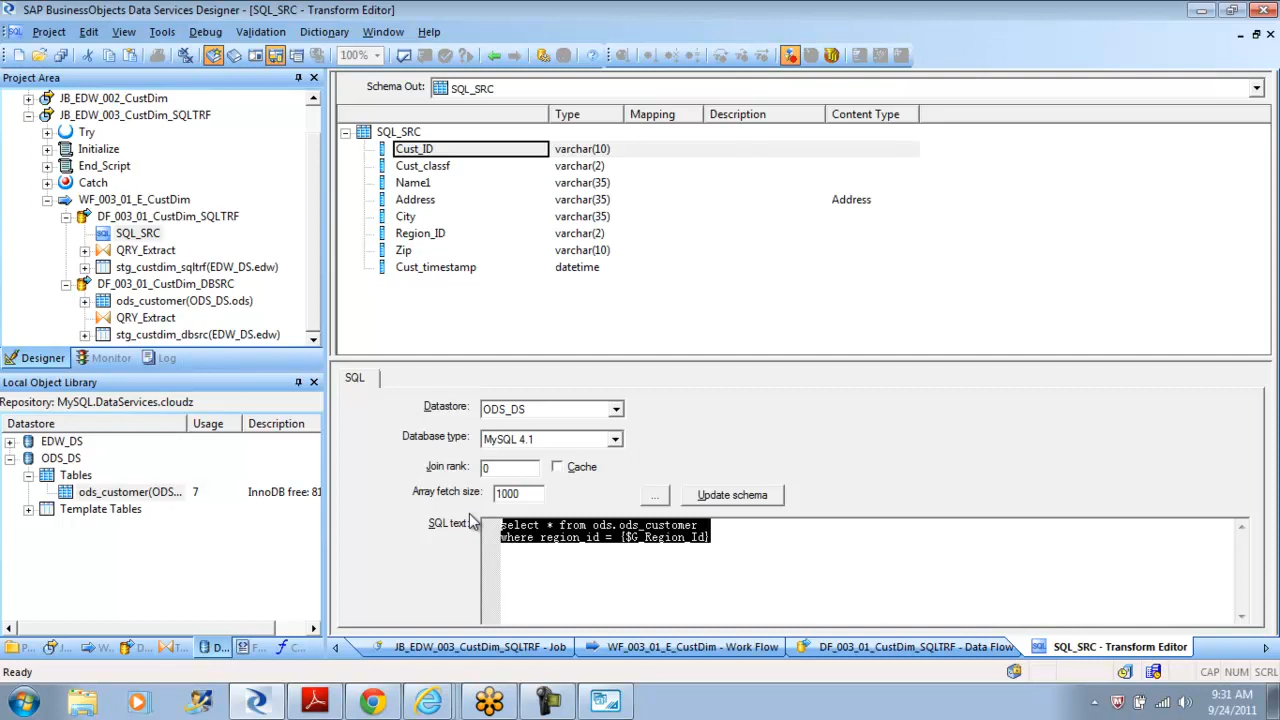 SAP BusinessObjects Data Services Designer - [SQL_SRC - Transform Editor]
Project Edit View Tools Debug Validation Dictionary Window Help
100%
Project Area
JB_EDW_002_CustDim
JB_EDW_003_CustDim_SQLTRF
Try
Initialize
End_Script
Catch
WF_003_01_E_CustDim
DF_003_01_CustDim_SQLTRF
SQL_SRC
QRY_Extract
stg_custdim_sqltrf(EDW_DS.edw)
DF_003_01_CustDim_DBSRC
ods_customer(ODS_DS.ods)
QRY_Extract
stg_custdim_dbsrc(EDW_DS.edw)
Designer Monitor Log
Local Object Library
Repository: MySQL.DataServices.cloudz
Datastore Usage Description
EDW_DS
ODS_DS
Tables
ods_customer(ODS... 7 InnoDB free: 81
Template Tables
P... J... W... D... T... D... F... C...
Schema Out: SQL_SRC
Type Mapping Description Content Type
SQL_SRC
Cust_ID varchar(10)
Cust_classf varchar(2)
Name1 varchar(35)
Address varchar(35) Address
City varchar(35)
Region_ID varchar(2)
Zip varchar(10)
Cust_timestamp datetime
SQL
Datastore: ODS_DS
Database type: MySQL 4.1
Join rank: 0 Cache
Array fetch size: 1000 ... Update schema
SQL text: select * from ods.ods_customer
where region_id = {$G_Region_Id}
JB_EDW_003_CustDim_SQLTRF - Job WF_003_01_E_CustDim - Work Flow DF_003_01_CustDim_SQLTRF - Data Flow SQL_SRC - Transform Editor
Ready CAP NUM SCRL
9:31 AM
9/24/2011